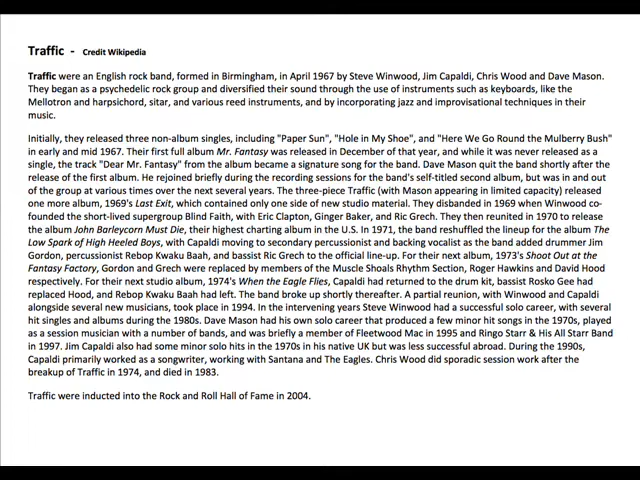 Traffic - Credit Wikipedia
Traffic were an English rock band, formed in Birmingham, in April 1967 by Steve Winwood, Jim Capaldi, Chris Wood and Dave Mason.
They began as a psychedelic rock group and diversified their sound through the use of instruments such as keyboards, like the
Mellotron and harpsichord, sitar, and various reed instruments, and by incorporating jazz and improvisational techniques in their
music.
Initially, they released three non-album singles, including "Paper Sun", "Hole in My Shoe", and "Here We Go Round the Mulberry Bush"
in early and mid 1967. Their first full album Mr. Fantasy was released in December of that year, and while it was never released as a
single, the track "Dear Mr. Fantasy" from the album became a signature song for the band. Dave Mason quit the band shortly after the
release of the first album. He rejoined briefly during the recording sessions for the band's self-titled second album, but was in and out
of the group at various times over the next several years. The three-piece Traffic (with Mason appearing in limited capacity) released
one more album, 1969's Last Exit, which contained only one side of new studio material. They disbanded in 1969 when Winwood co-
founded the short-lived supergroup Blind Faith, with Eric Clapton, Ginger Baker, and Ric Grech. They then reunited in 1970 to release
the album John Barleycorn Must Die, their highest charting album in the U.S. In 1971, the band reshuffled the lineup for the album The
Low Spark of High Heeled Boys, with Capaldi moving to secondary percussionist and backing vocalist as the band added drummer Jim
Gordon, percussionist Rebop Kwaku Baah, and bassist Ric Grech to the official line-up. For their next album, 1973's Shoot Out at the
Fantasy Factory, Gordon and Grech were replaced by members of the Muscle Shoals Rhythm Section, Roger Hawkins and David Hood
respectively. For their next studio album, 1974's When the Eagle Flies, Capaldi had returned to the drum kit, bassist Rosko Gee had
replaced Hood, and Rebop Kwaku Baah had left. The band broke up shortly thereafter. A partial reunion, with Winwood and Capaldi
alongside several new musicians, took place in 1994. In the intervening years Steve Winwood had a successful solo career, with several
hit singles and albums during the 1980s. Dave Mason had his own solo career that produced a few minor hit songs in the 1970s, played
as a session musician with a number of bands, and was briefly a member of Fleetwood Mac in 1995 and Ringo Starr & His All Starr Band
in 1997. Jim Capaldi also had some minor solo hits in the 1970s in his native UK but was less successful abroad. During the 1990s,
Capaldi primarily worked as a songwriter, working with Santana and The Eagles. Chris Wood did sporadic session work after the
breakup of Traffic in 1974, and died in 1983.
Traffic were inducted into the Rock and Roll Hall of Fame in 2004.